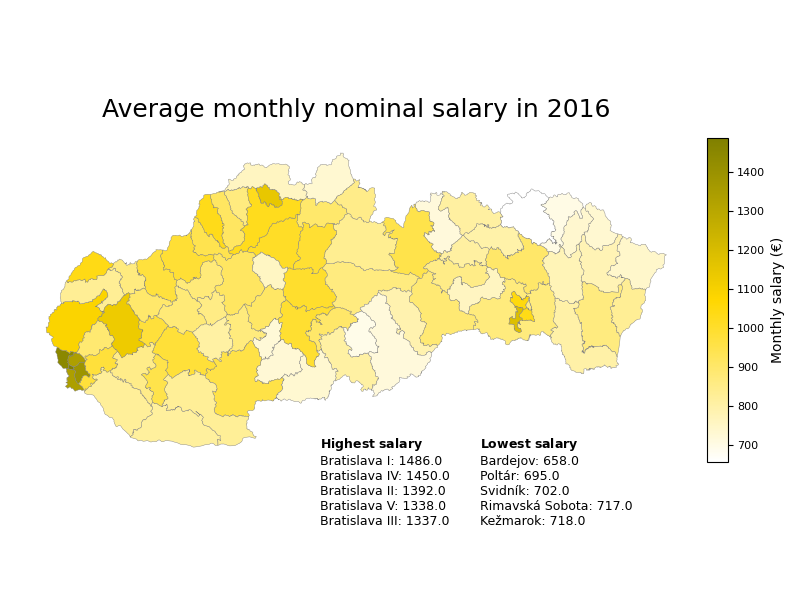 Average monthly nominal salary in 2016
1400
1300
1200
1100
1000
900
800
700
Monthly salary (€)
Highest salary
Bratislava I: 1486.0
Bratislava IV: 1450.0
Bratislava II: 1392.0
Bratislava V: 1338.0
Bratislava III: 1337.0
Lowest salary
Bardejov: 658.0
Poltár: 695.0
Svidník: 702.0
Rimavská Sobota: 717.0
Kežmarok: 718.0